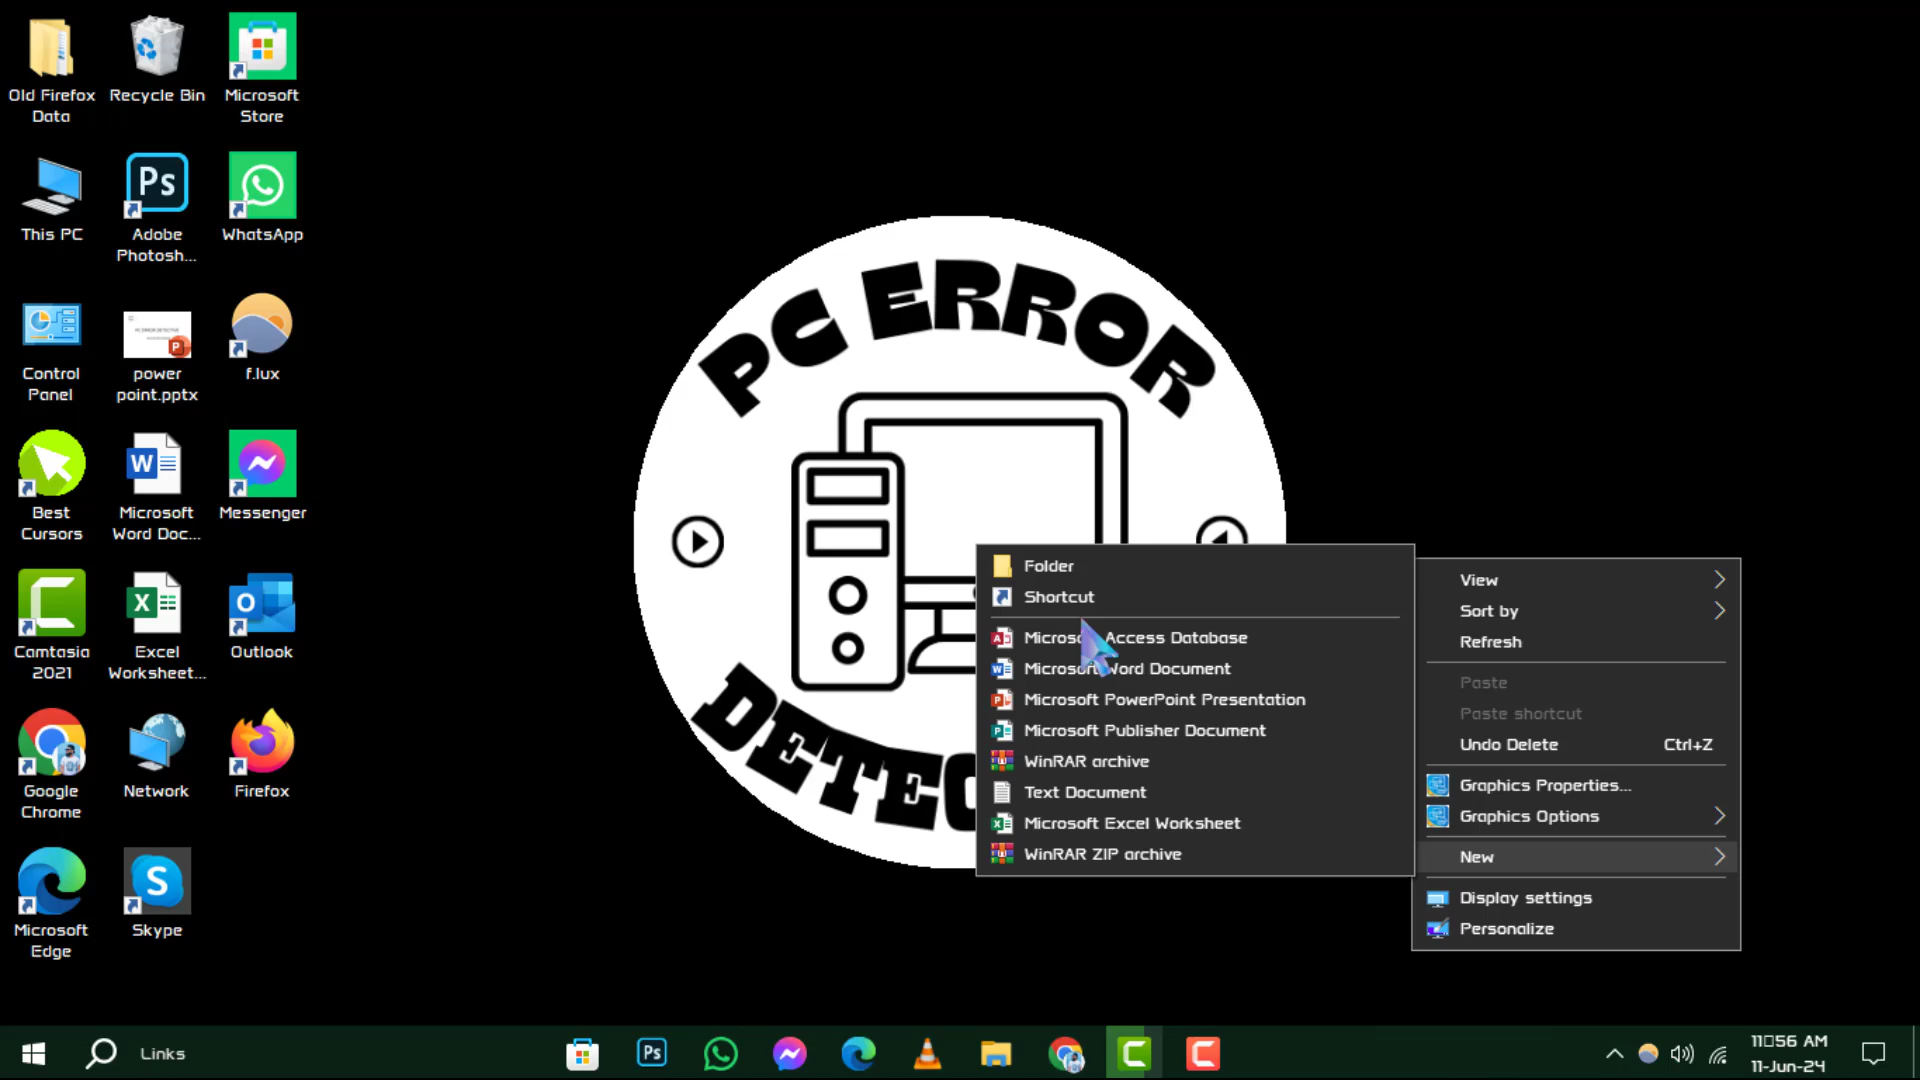 Old Firefox
Data
Recycle Bin
Microsoft
Store
This PC
Ps
Adobe
Photosh...
WhatsApp
Control
Panel
power
point.pptx
f.lux
Best
Cursors
Microsoft
Word Doc...
Messenger
Camtasia
2021
Excel
Worksheet...
Outlook
Google
Chrome
Network
Firefox
Microsoft
Edge
Skype
PC ERROR
DETEC
Folder
Shortcut
Access Database
Word Document
Microsoft PowerPoint Presentation
Microsoft Publisher Document
WinRAR archive
Text Document
Microsoft Excel Worksheet
WinRAR ZIP archive
View
Sort by
Refresh
Paste
Paste shortcut
Undo Delete Ctrl+Z
Graphics Properties...
Graphics Options
New
Display settings
Personalize
Links
Ps
11□56 AM
11-Jun-24